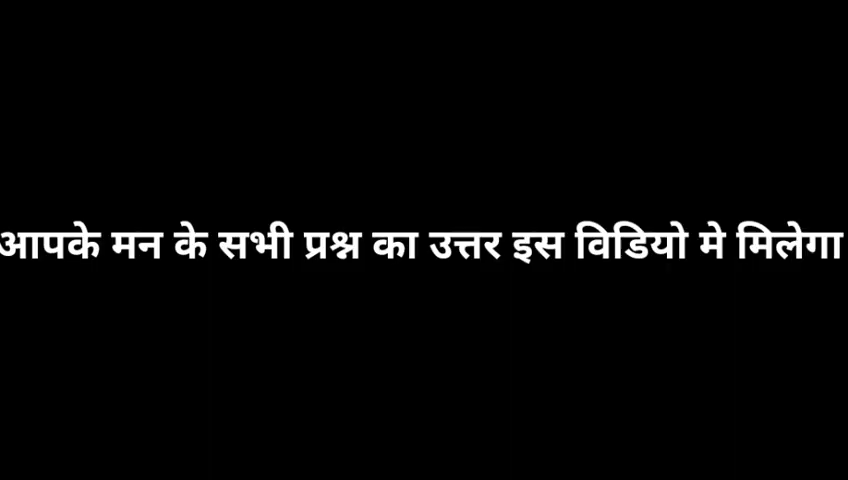 आपके मन के सभी प्रश्न का उत्तर इस विडियो मे मिलेगा